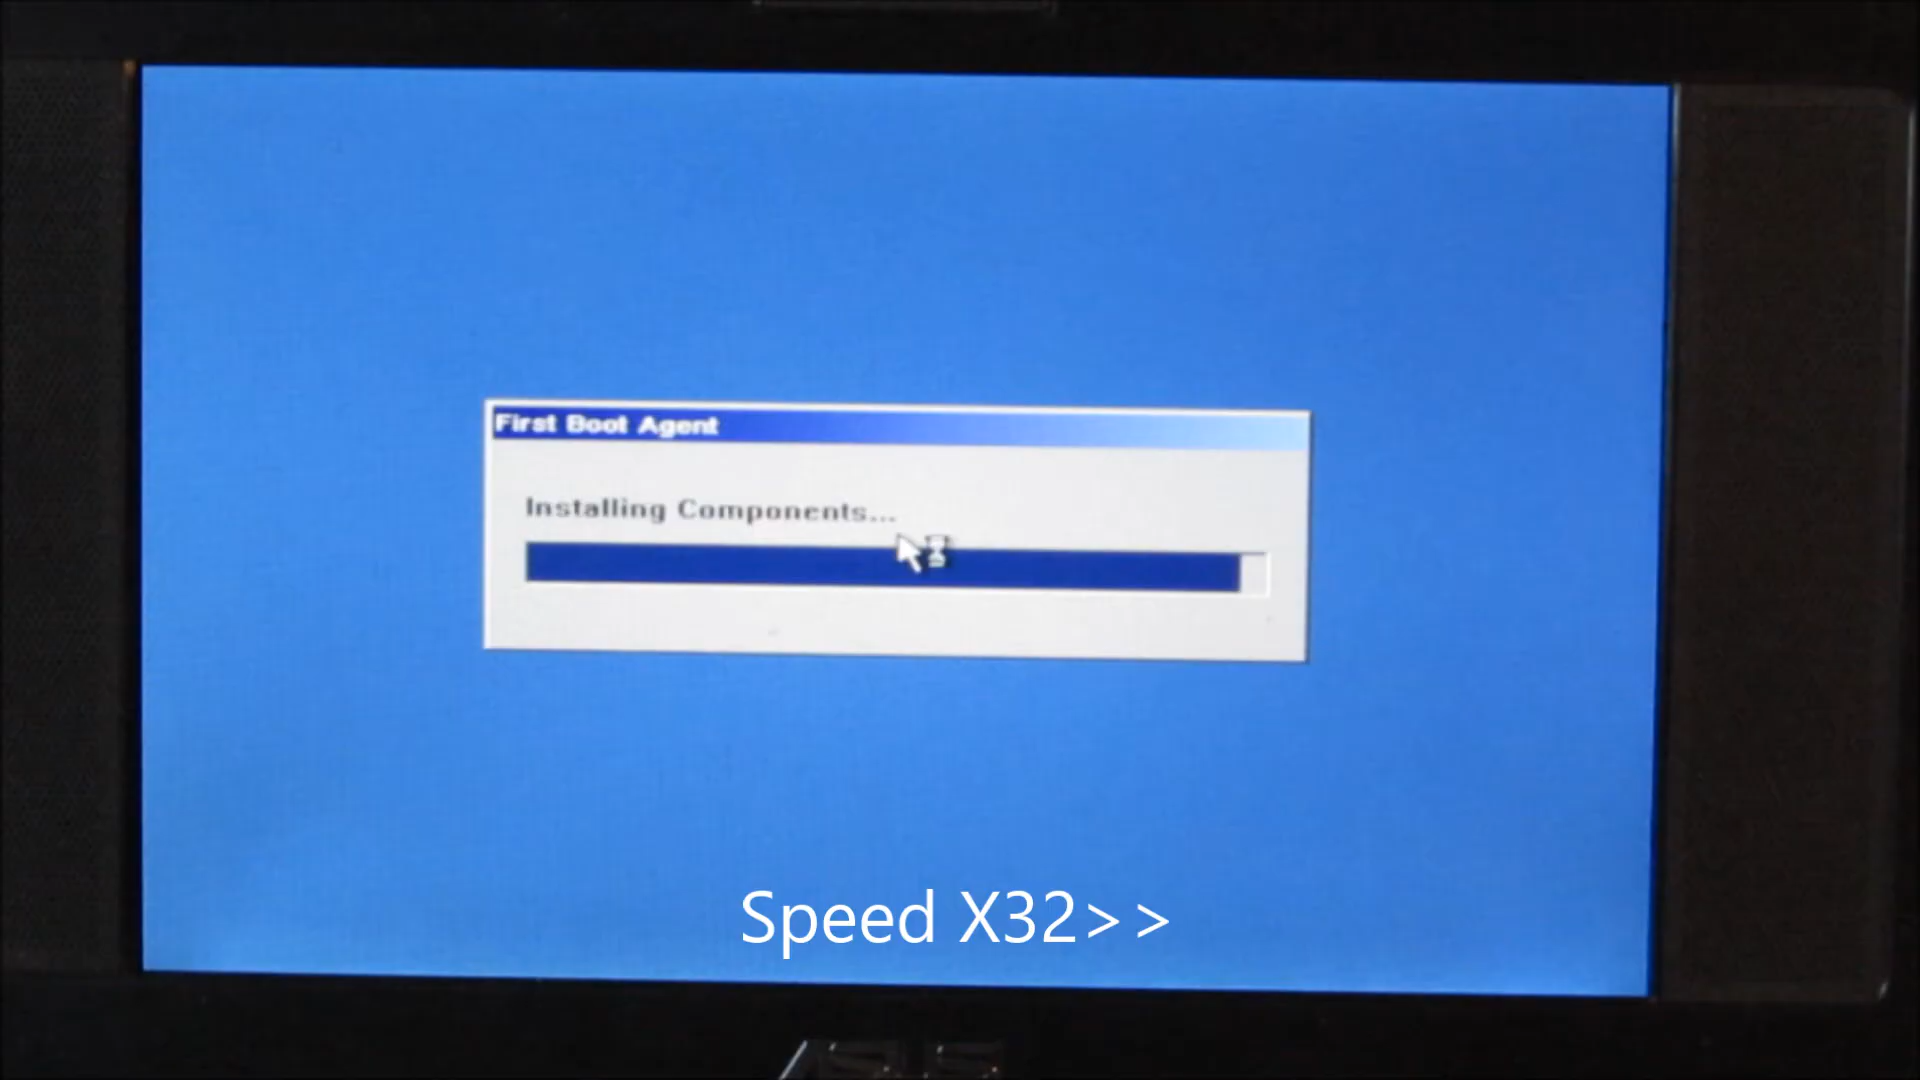 First Boot Agent
Installing Components...
Speed X32>>